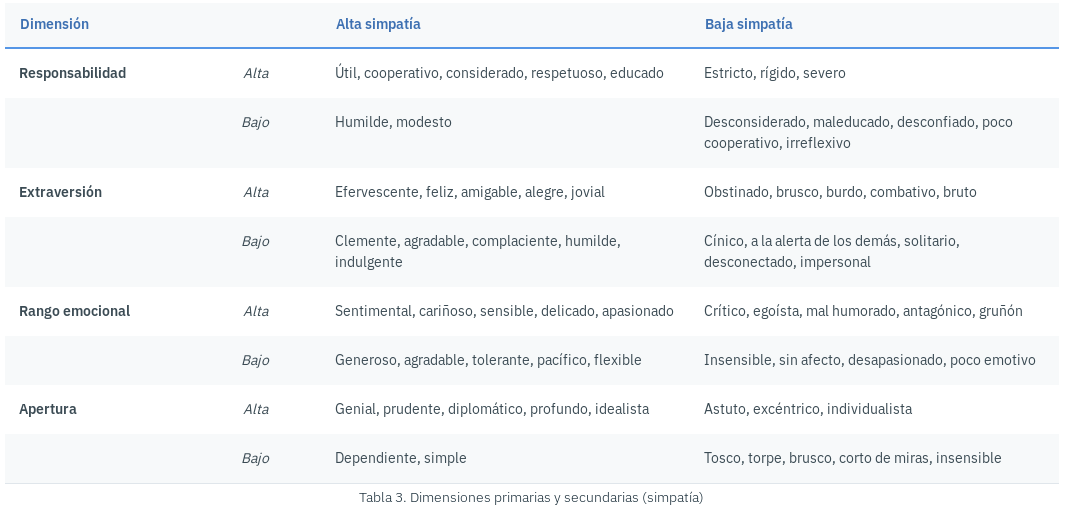 Dimensión Alta simpatía Baja simpatía
Responsabilidad Alta Útil, cooperativo, considerado, respetuoso, educado Estricto, rígido, severo
Bajo Humilde, modesto Desconsiderado, maleducado, desconfiado, poco
cooperativo, irreflexivo
Extraversión Alta Efervescente, feliz, amigable, alegre, jovial Obstinado, brusco, burdo, combativo, bruto
Bajo Clemente, agradable, complaciente, humilde, Cínico, a la alerta de los demás, solitario,
indulgente desconectado, impersonal
Rango emocional Alta Sentimental, cariñoso, sensible, delicado, apasionado Crítico, egoísta, mal humorado, antagónico, gruñón
Bajo Generoso, agradable, tolerante, pacífico, flexible Insensible, sin afecto, desapasionado, poco emotivo
Apertura Alta Genial, prudente, diplomático, profundo, idealista Astuto, excéntrico, individualista
Bajo Dependiente, simple Tosco, torpe, brusco, corto de miras, insensible
Tabla 3. Dimensiones primarias y secundarias (simpatía)